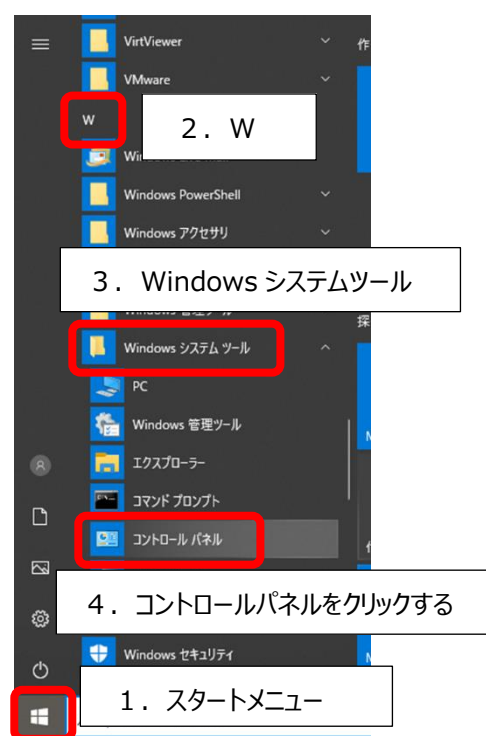 VirtViewer
作
VMware
W
2．W
Windows PowerShell
Windows アクセサリ
3．Windows システムツール
探
Windows システム ツール
PC
Windows 管理ツール
エクスプローラー
コマンド プロンプト
コントロール パネル
4．コントロールパネルをクリックする
Windows セキュリティ
1．スタートメニュー